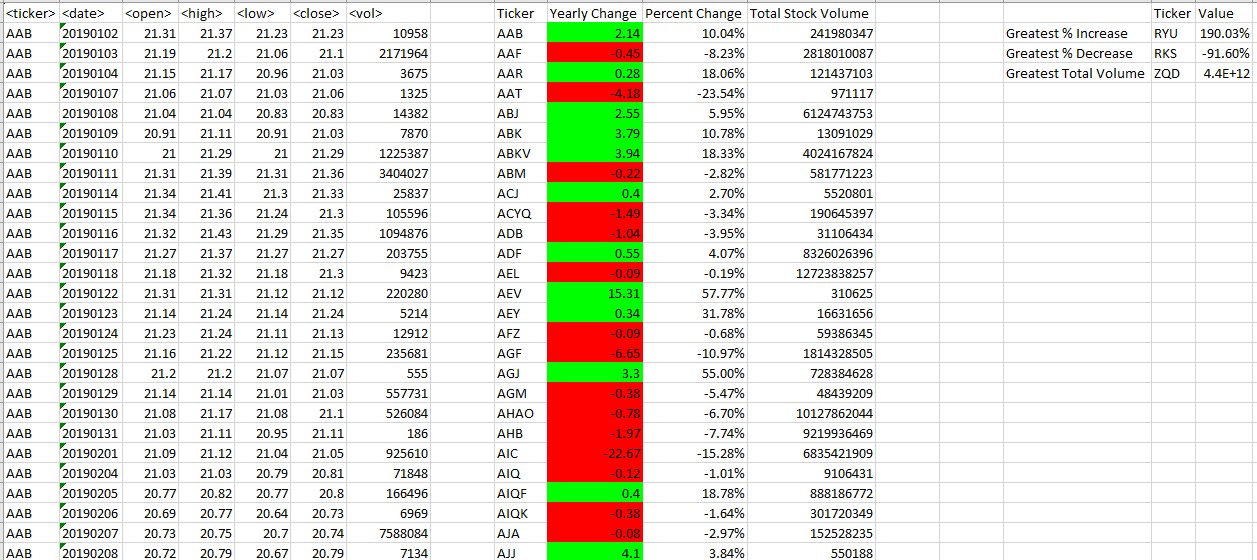 <ticker> <date> <open> <high> <low> <close> <vol> Ticker Yearly Change Percent Change Total Stock Volume Ticker Value
AAB 20190102 21.31 21.37 21.23 21.23 10958 AAB 2.14 10.04% 241980347 Greatest % Increase RYU 190.03%
AAB 20190103 21.19 21.2 21.06 21.1 2171964 AAF -0.45 -8.23% 2818010087 Greatest % Decrease RKS -91.60%
AAB 20190104 21.15 21.17 20.96 21.03 3675 AAR 0.28 18.06% 121437103 Greatest Total Volume ZQD 4.4E+12
AAB 20190107 21.06 21.07 21.03 21.06 1325 AAT -4.18 -23.54% 971117
AAB 20190108 21.04 21.04 20.83 20.83 14382 ABJ 2.55 5.95% 6124743753
AAB 20190109 20.91 21.11 20.91 21.03 7870 ABK 3.79 10.78% 13091029
AAB 20190110 21 21.29 21 21.29 1225387 ABKV 3.94 18.33% 4024167824
AAB 20190111 21.31 21.39 21.31 21.36 3404027 ABM -0.22 -2.82% 581771223
AAB 20190114 21.34 21.41 21.3 21.33 25837 ACJ 0.4 2.70% 5520801
AAB 20190115 21.34 21.36 21.24 21.3 105596 ACYQ -1.49 -3.34% 190645397
AAB 20190116 21.32 21.43 21.29 21.35 1094876 ADB -1.04 -3.95% 31106434
AAB 20190117 21.27 21.37 21.27 21.27 203755 ADF 0.55 4.07% 8326026396
AAB 20190118 21.18 21.32 21.18 21.3 9423 AEL -0.09 -0.19% 12723838257
AAB 20190122 21.31 21.31 21.12 21.12 220280 AEV 15.31 57.77% 310625
AAB 20190123 21.14 21.24 21.14 21.24 5214 AEY 0.34 31.78% 16631656
AAB 20190124 21.23 21.24 21.11 21.13 12912 AFZ -0.09 -0.68% 59386345
AAB 20190125 21.16 21.22 21.12 21.15 235681 AGF -6.65 -10.97% 1814328505
AAB 20190128 21.2 21.2 21.07 21.07 555 AGJ 3.3 55.00% 728384628
AAB 20190129 21.14 21.14 21.01 21.03 557731 AGM -0.38 -5.47% 48439209
AAB 20190130 21.08 21.17 21.08 21.1 526084 AHAO -0.78 -6.70% 10127862044
AAB 20190131 21.03 21.11 20.95 21.11 186 AHB -1.97 -7.74% 9219936469
AAB 20190201 21.09 21.12 21.04 21.05 925610 AIC -22.67 -15.28% 6835421909
AAB 20190204 21.03 21.03 20.79 20.81 71848 AIQ -0.12 -1.01% 9106431
AAB 20190205 20.77 20.82 20.77 20.8 166496 AIQF 0.4 18.78% 888186772
AAB 20190206 20.69 20.77 20.64 20.73 6969 AIQK -0.38 -1.64% 301720349
AAB 20190207 20.73 20.75 20.7 20.74 7588084 AJA -0.08 -2.97% 152528235
AAB 20190208 20.72 20.79 20.67 20.79 7134 AJJ 4.1 3.84% 550188